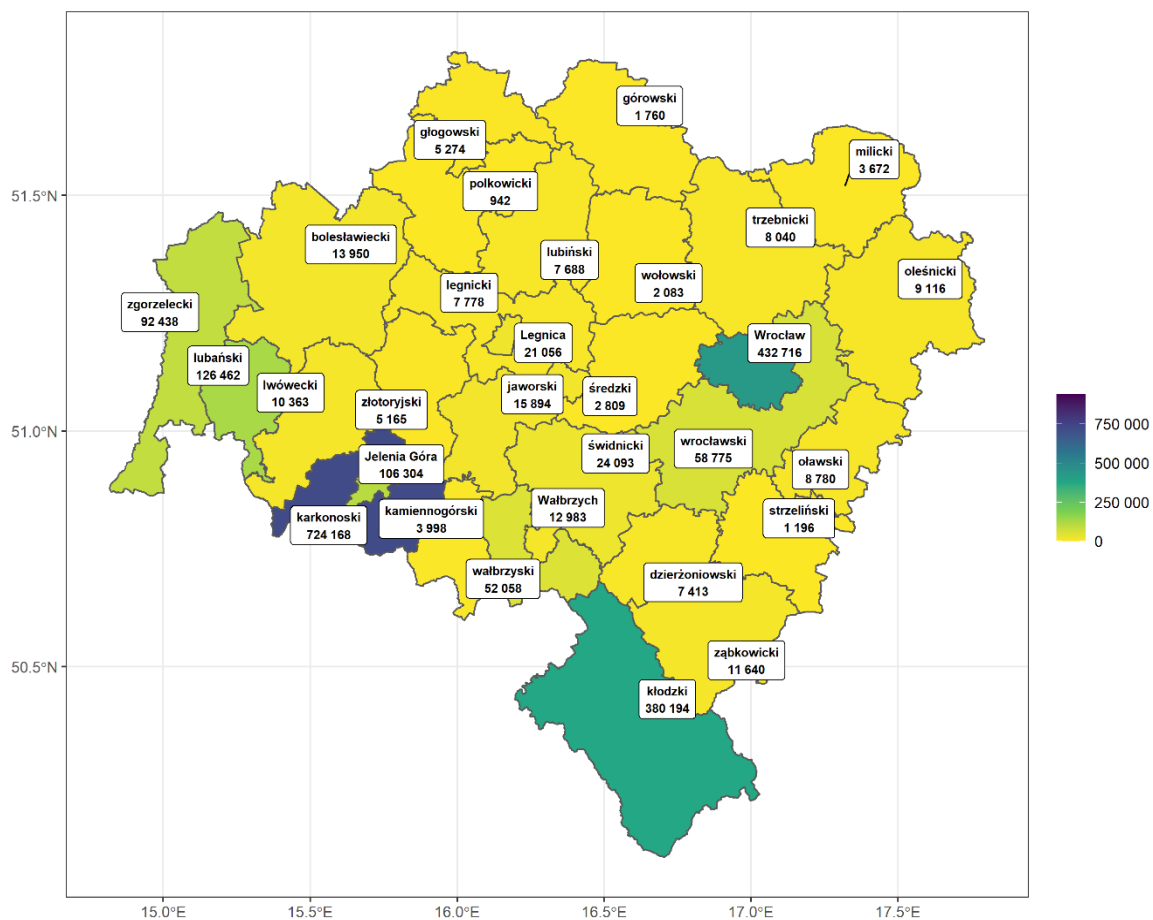 górowski
1 760
głogowski
5 274
milicki
3 672
polkowicki
942
51.5°N
trzebnicki
8 040
bolesławiecki
13 950
lubiński
7 688
wołowski
2 083
oleśnicki
9 116
legnicki
7 778
zgorzelecki
92 438
Legnica
21 056
Wrocław
432 716
lubański
126 462
lwówecki
10 363
złotoryjski
5 165
jaworski
15 894
średzki
2 809
51.0°N
750 000
500 000
250 000
0
Jelenia Góra
106 304
świdnicki
24 093
wrocławski
58 775
oławski
8 780
karkonoski
724 168
kamiennogórski
3 998
Wałbrzych
12 983
strzeliński
1 196
wałbrzyski
52 058
dzierżoniowski
7 413
50.5°N
ząbkowicki
11 640
kłodzki
380 194
15.0°E
15.5°E
16.0°E
16.5°E
17.0°E
17.5°E